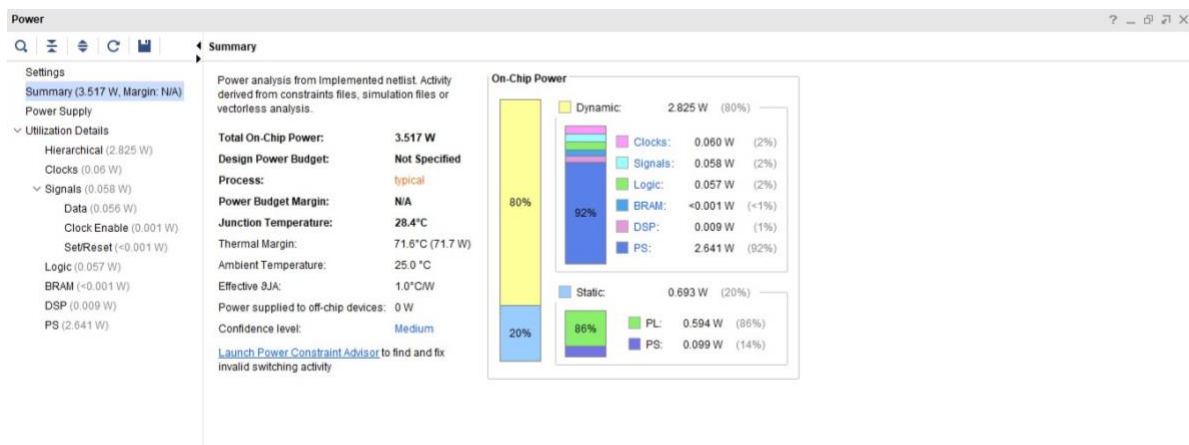 Power
? _
Summary
Settings
Summary (3.517 W, Margin: N/A)
Power Supply
Utilization Details
Hierarchical (2.825 W)
Clocks (0.06 W)
Signals (0.058 W)
Data (0.056 W)
Clock Enable (0.001 W)
Set/Reset (<0.001 W)
Logic (0.057 W)
BRAM (<0.001 W)
DSP (0.009 W)
PS (2.641 W)
Power analysis from Implemented netlist. Activity
derived from constraints files, simulation files or
vectorless analysis.
Total On-Chip Power: 3.517 W
Design Power Budget: Not Specified
Process: typical
Power Budget Margin: N/A
Junction Temperature: 28.4°C
Thermal Margin: 71.6°C (71.7 W)
Ambient Temperature: 25.0 °C
Effective ϑJA: 1.0°C/W
Power supplied to off-chip devices: 0 W
Confidence level: Medium
Launch Power Constraint Advisor to find and fix
invalid switching activity
On-Chip Power
80%
20%
Dynamic: 2.825 W (80%)
92%
Clocks: 0.060 W (2%)
Signals: 0.058 W (2%)
Logic: 0.057 W (2%)
BRAM: <0.001 W (<1%)
DSP: 0.009 W (1%)
PS: 2.641 W (92%)
Static: 0.693 W (20%)
86%
PL: 0.594 W (86%)
PS: 0.099 W (14%)